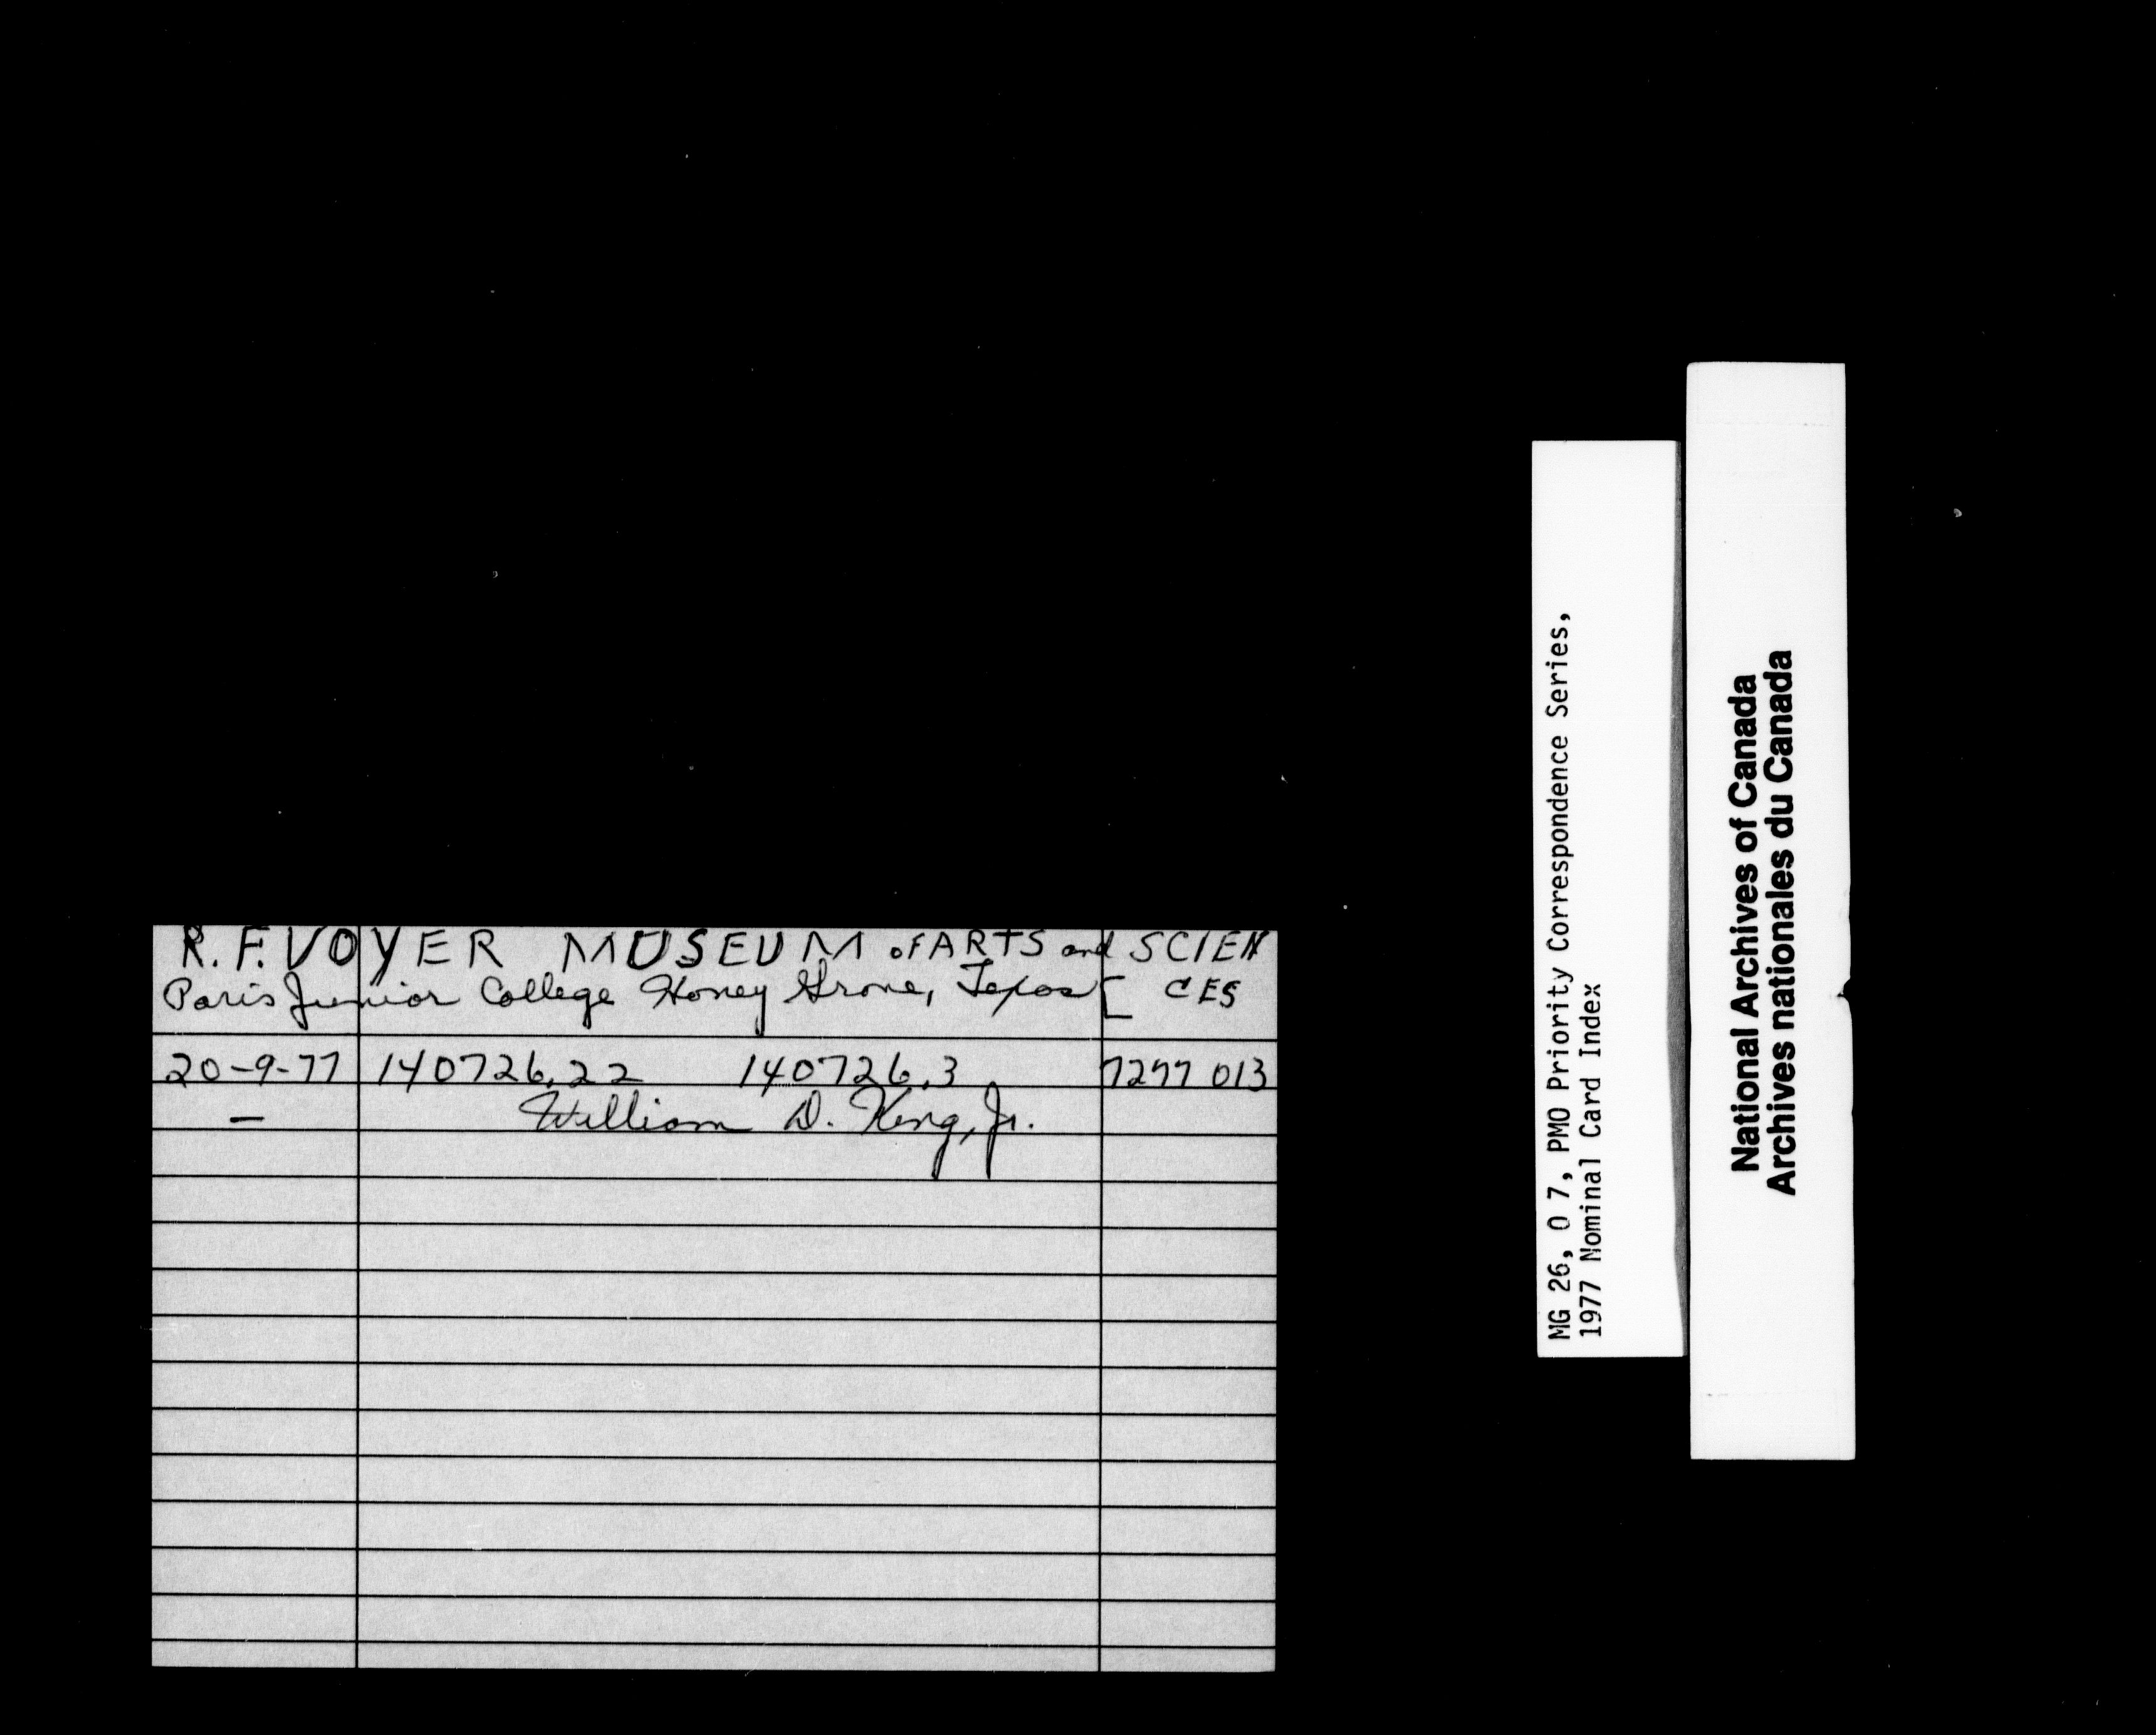 R. F. VOYER MUSEUM OF ARTS and SCIEN
Paris Junior College Honey Grove, Texas [ CES
20-9-77 140726.22 140726.3 7277 013
— William D. King, Jr.
MG 26, O 7, PMO Priority Correspondence Series,
1977 Nominal Card Index
National Archives of Canada
Archives nationales du Canada